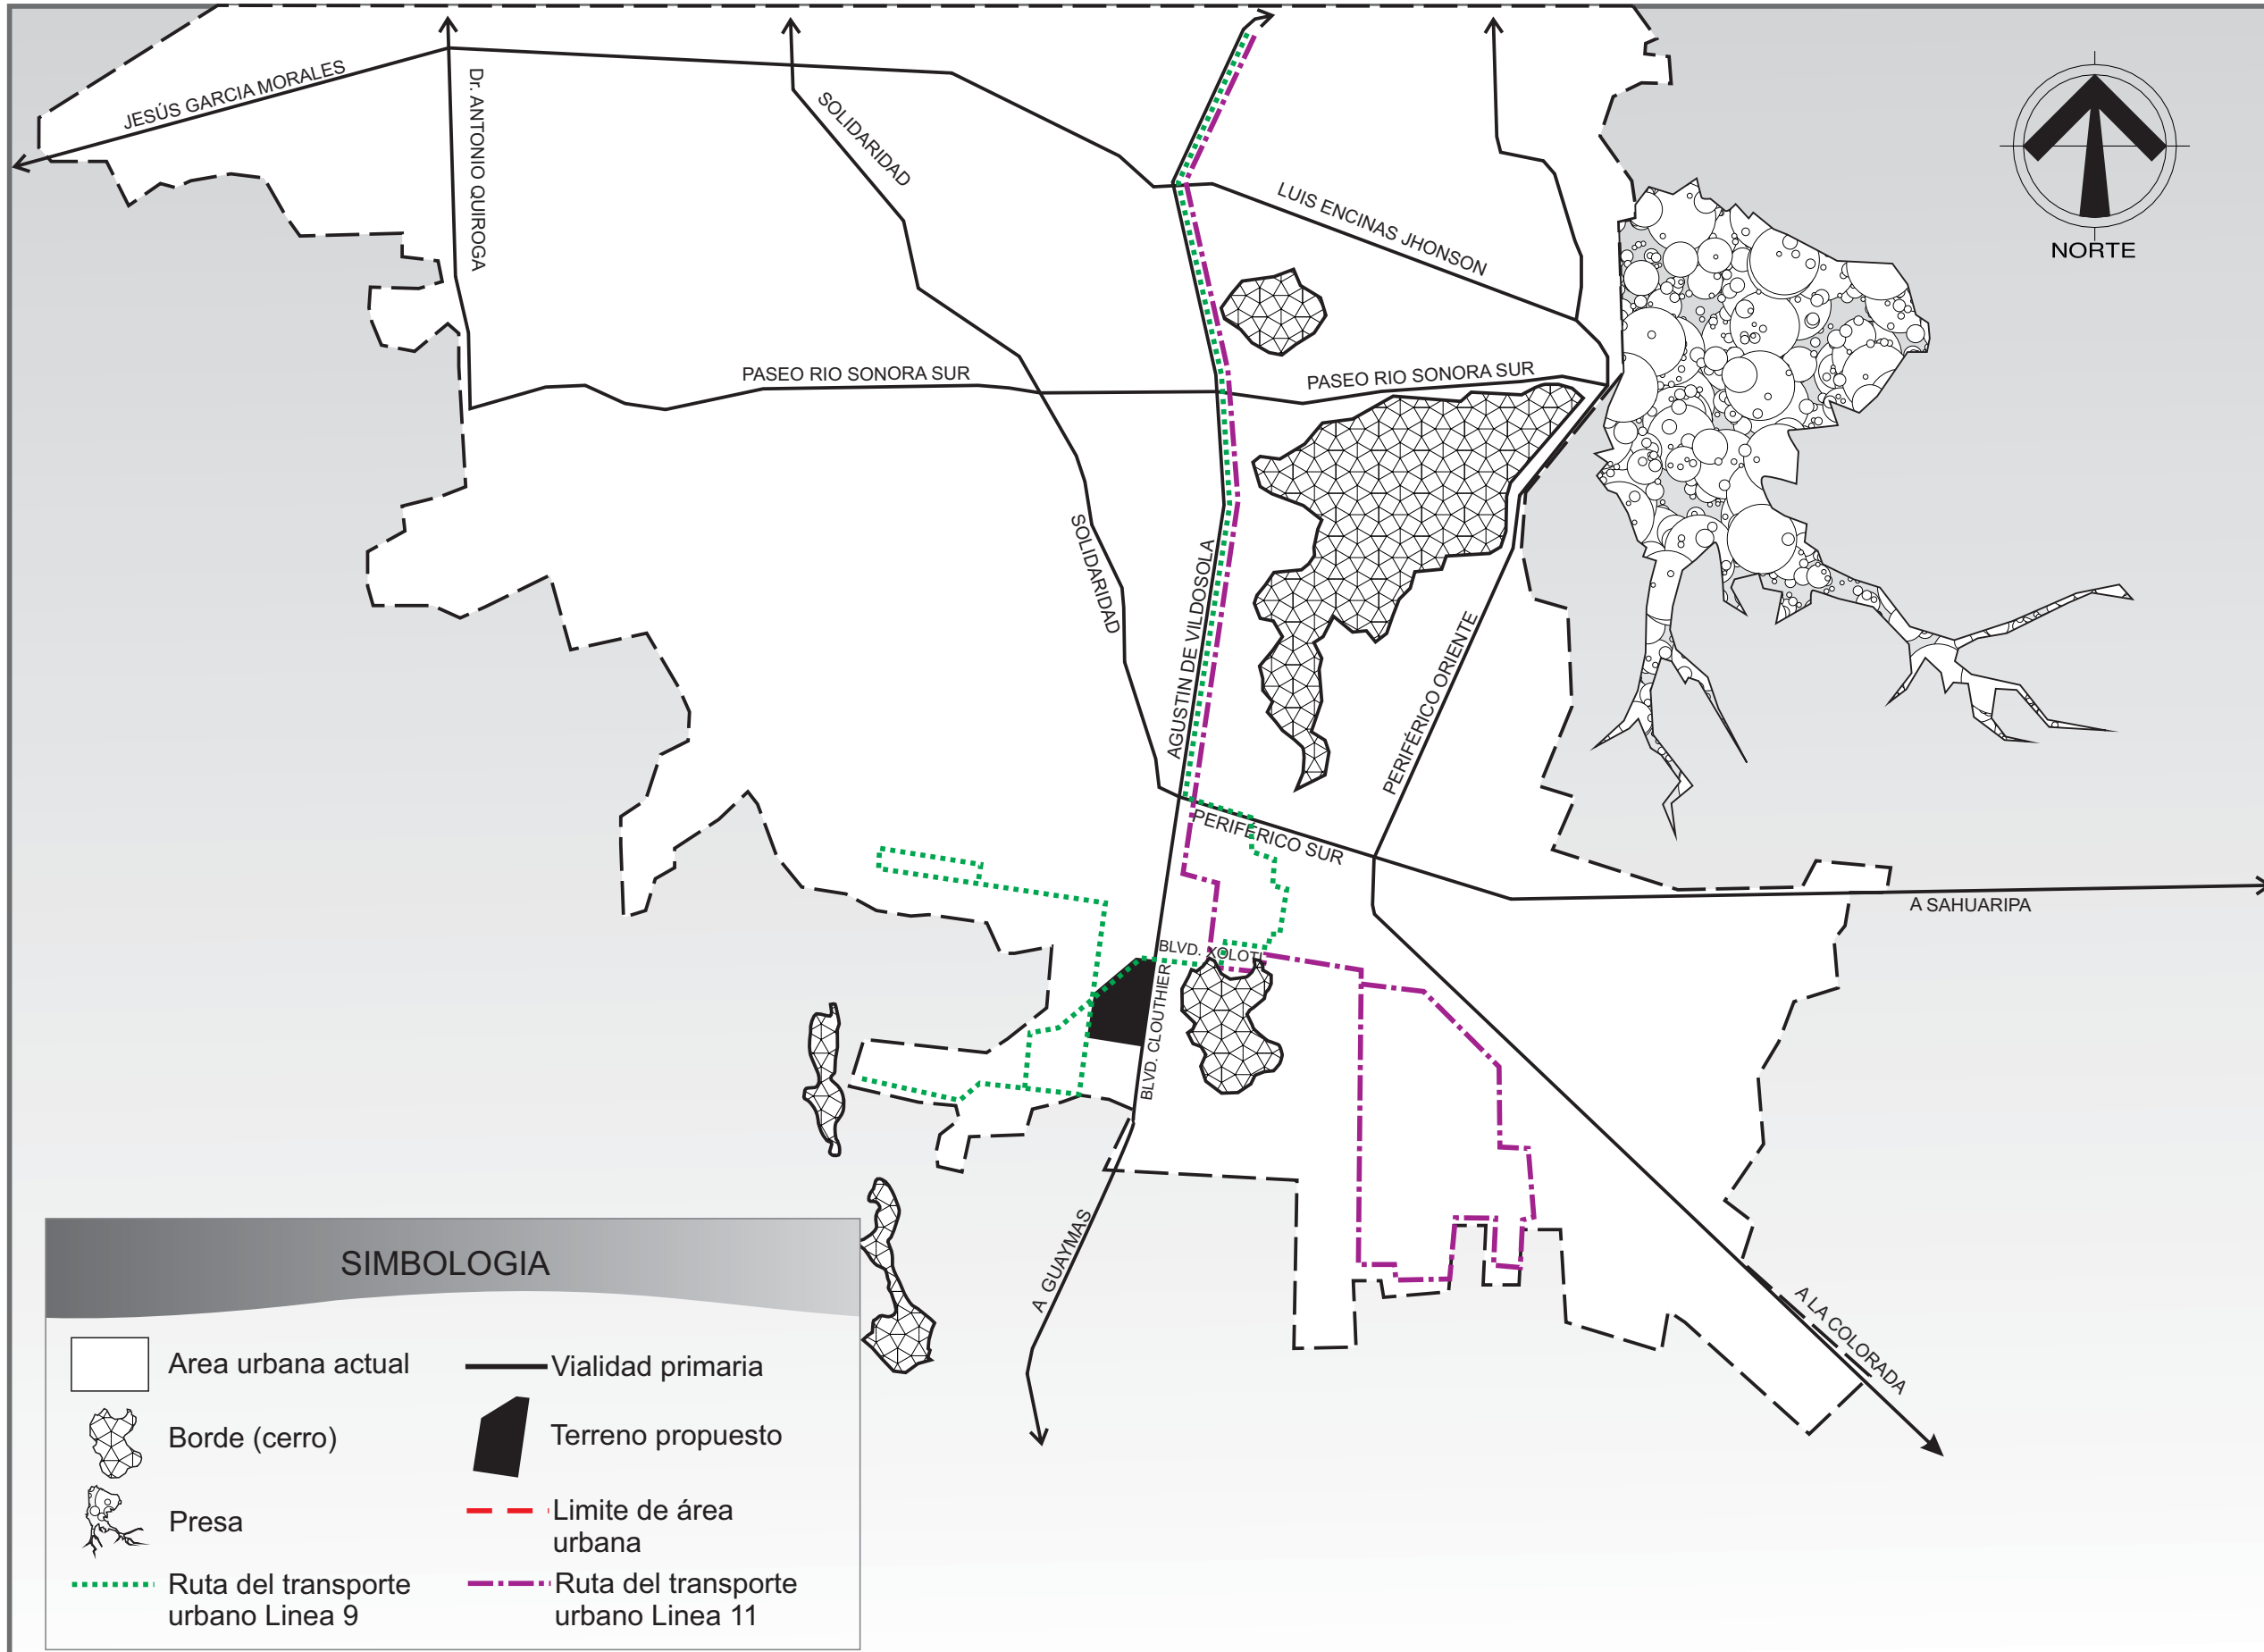 JESÚS GARCIA MORALES
Dr. ANTONIO QUIROGA
SOLIDARIDAD
LUIS ENCINAS JHONSON
NORTE
PASEO RIO SONORA SUR
PASEO RIO SONORA SUR
SOLIDARIDAD
AGUSTIN DE VILDOSOLA
PERIFÉRICO ORIENTE
PERIFÉRICO SUR
A SAHUARIPA
BLVD. XOLOTL
BLVD. CLOUTHIER
A GUAYMAS
A LA COLORADA
SIMBOLOGIA
Area urbana actual
Vialidad primaria
Borde (cerro)
Terreno propuesto
Presa
Limite de área
urbana
Ruta del transporte
urbano Linea 9
Ruta del transporte
urbano Linea 11